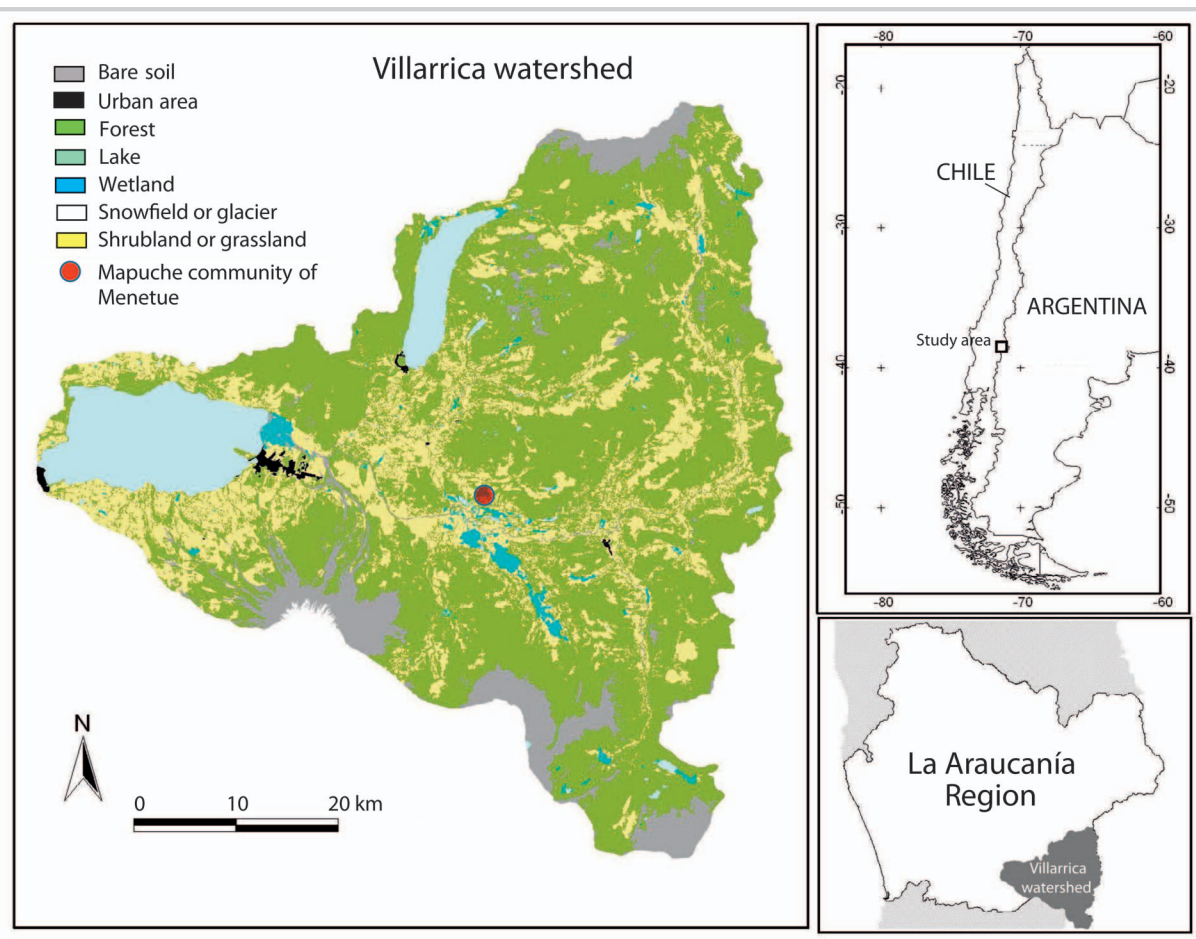 Villarrica watershed
Bare soil
Urban area
Forest
Lake
Wetland
Snowfield or glacier
Shrubland or grassland
Mapuche community of
Menetue
N
0 10 20 km
-80 -70 -60
-20 -20
CHILE
-30 -30
ARGENTINA
Study area
-40 -40
-50 -50
-80 -70 -60
La Araucanía
Region
Villarrica
watershed